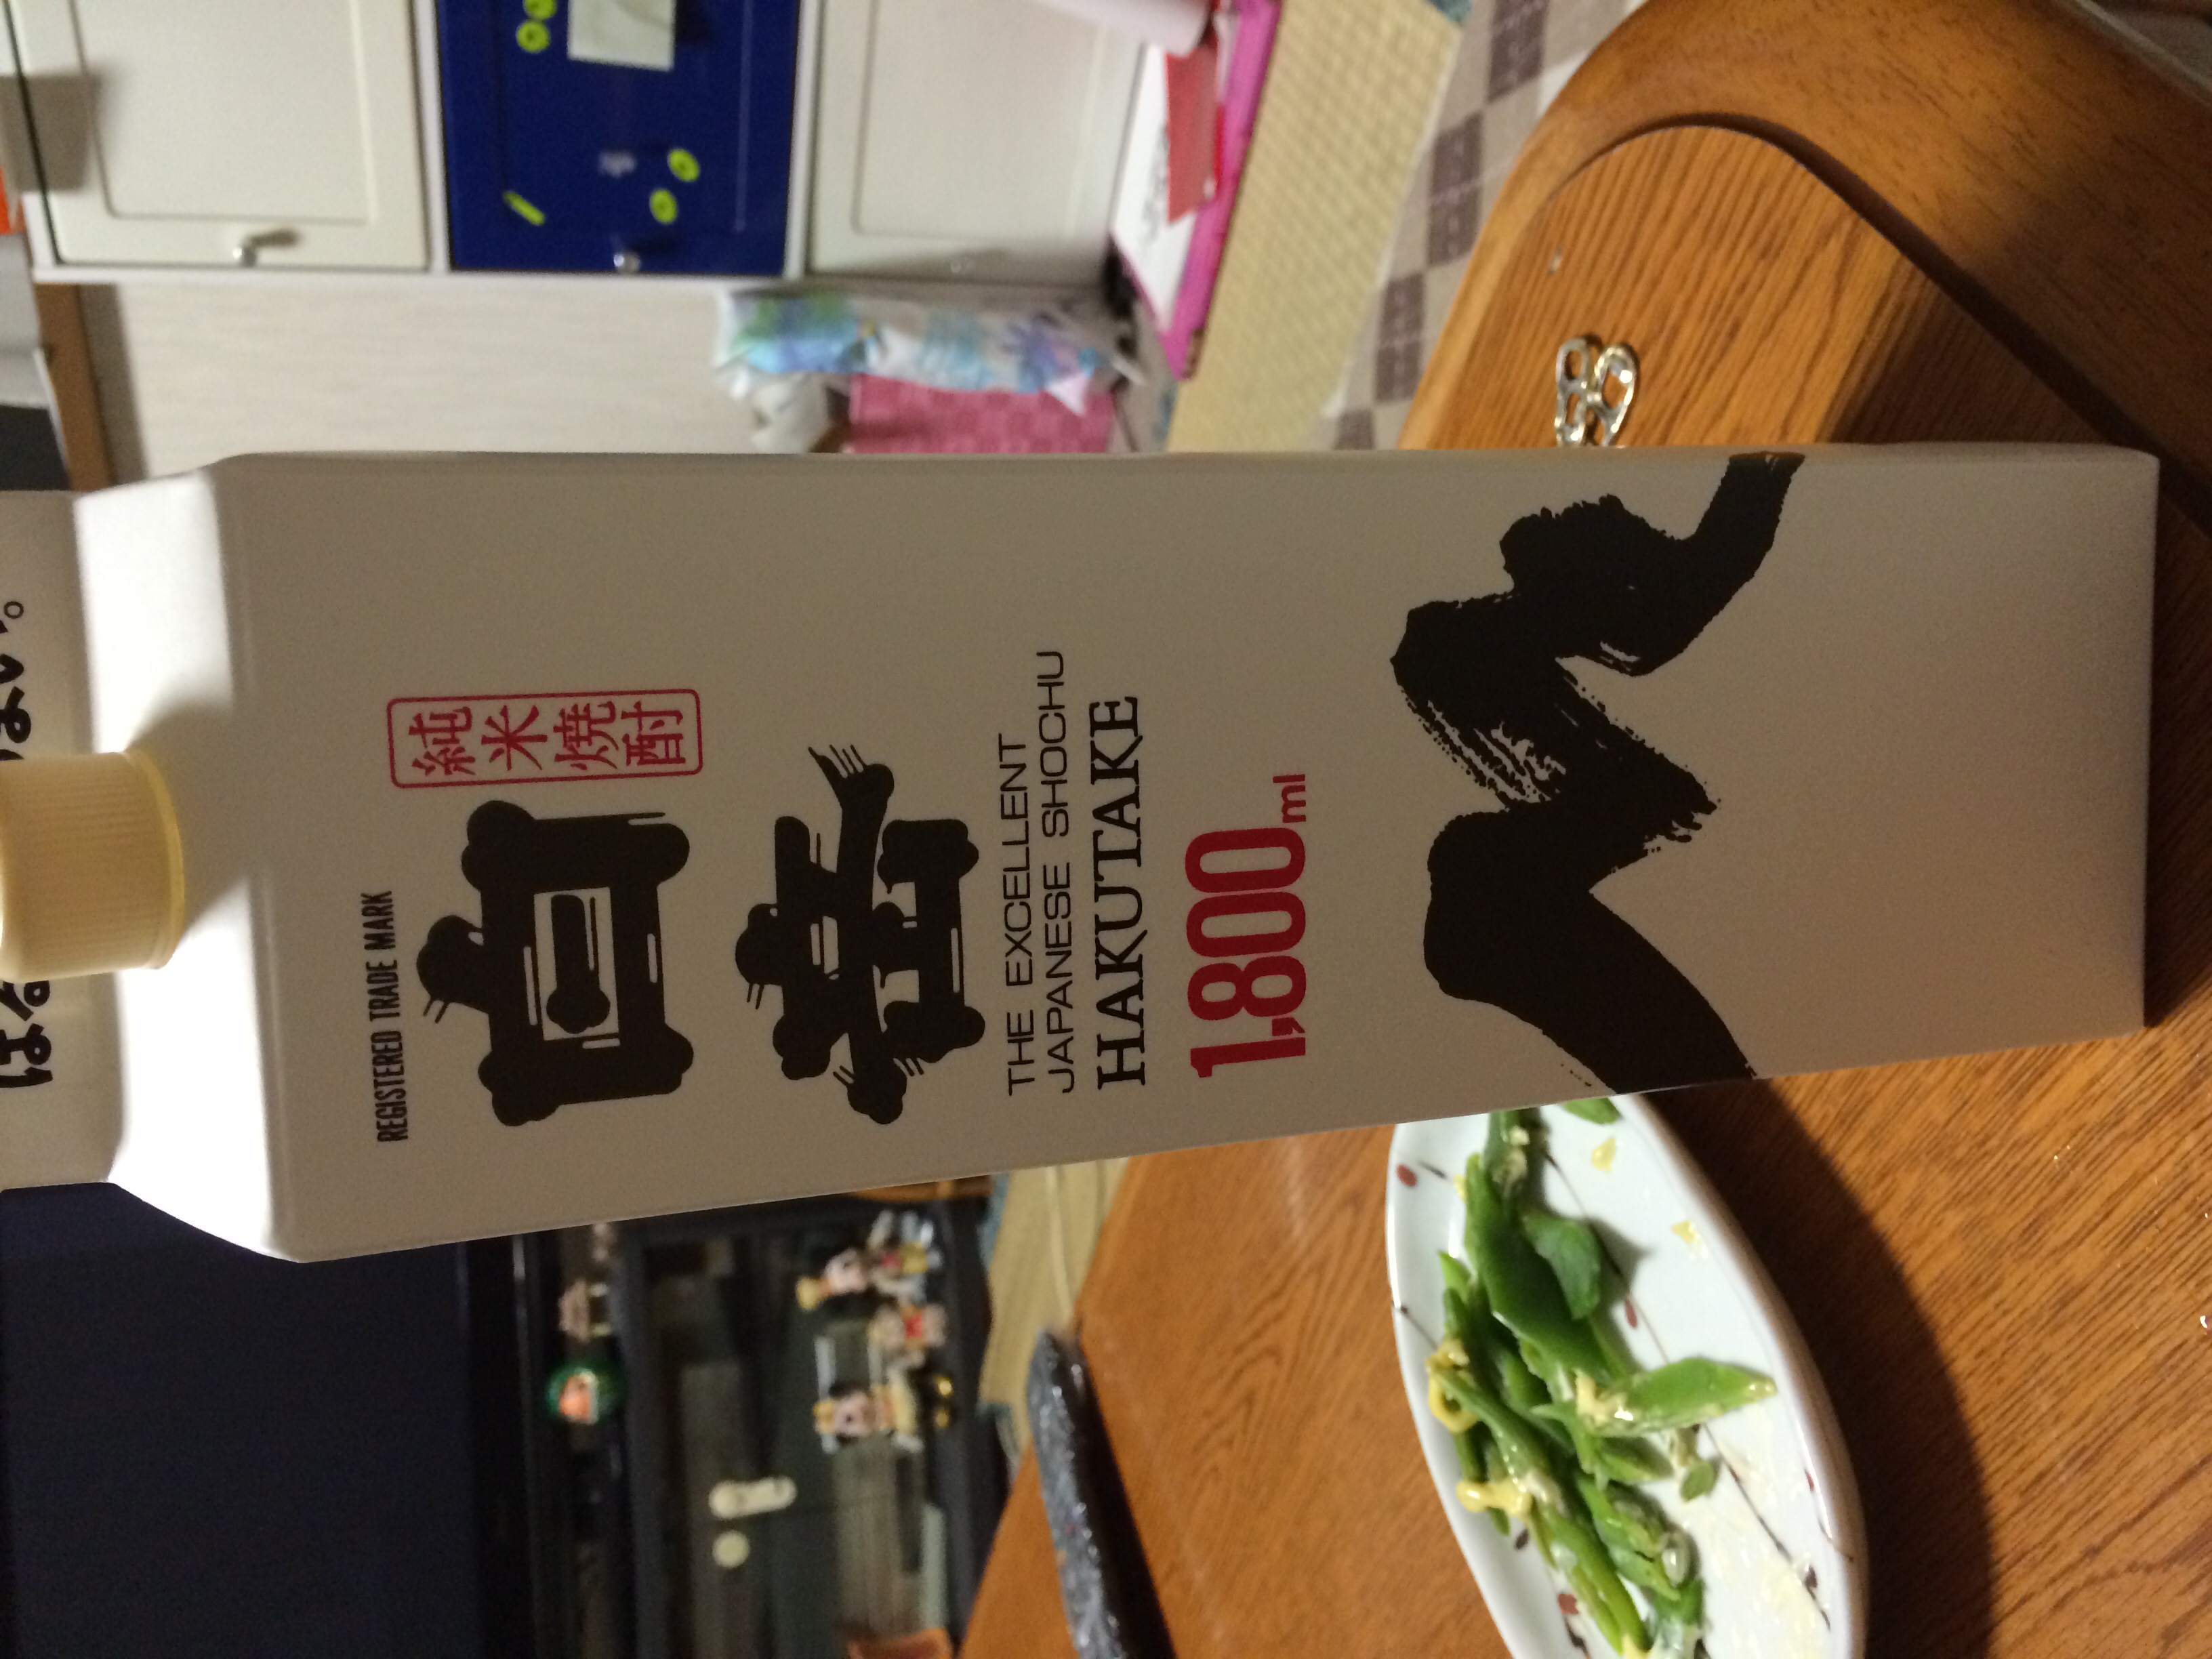 REGISTERED TRADE MARK
純米焼酎
白岳
THE EXCELLENT
JAPANESE SHOCHU
HAKUTAKE
1,800ml